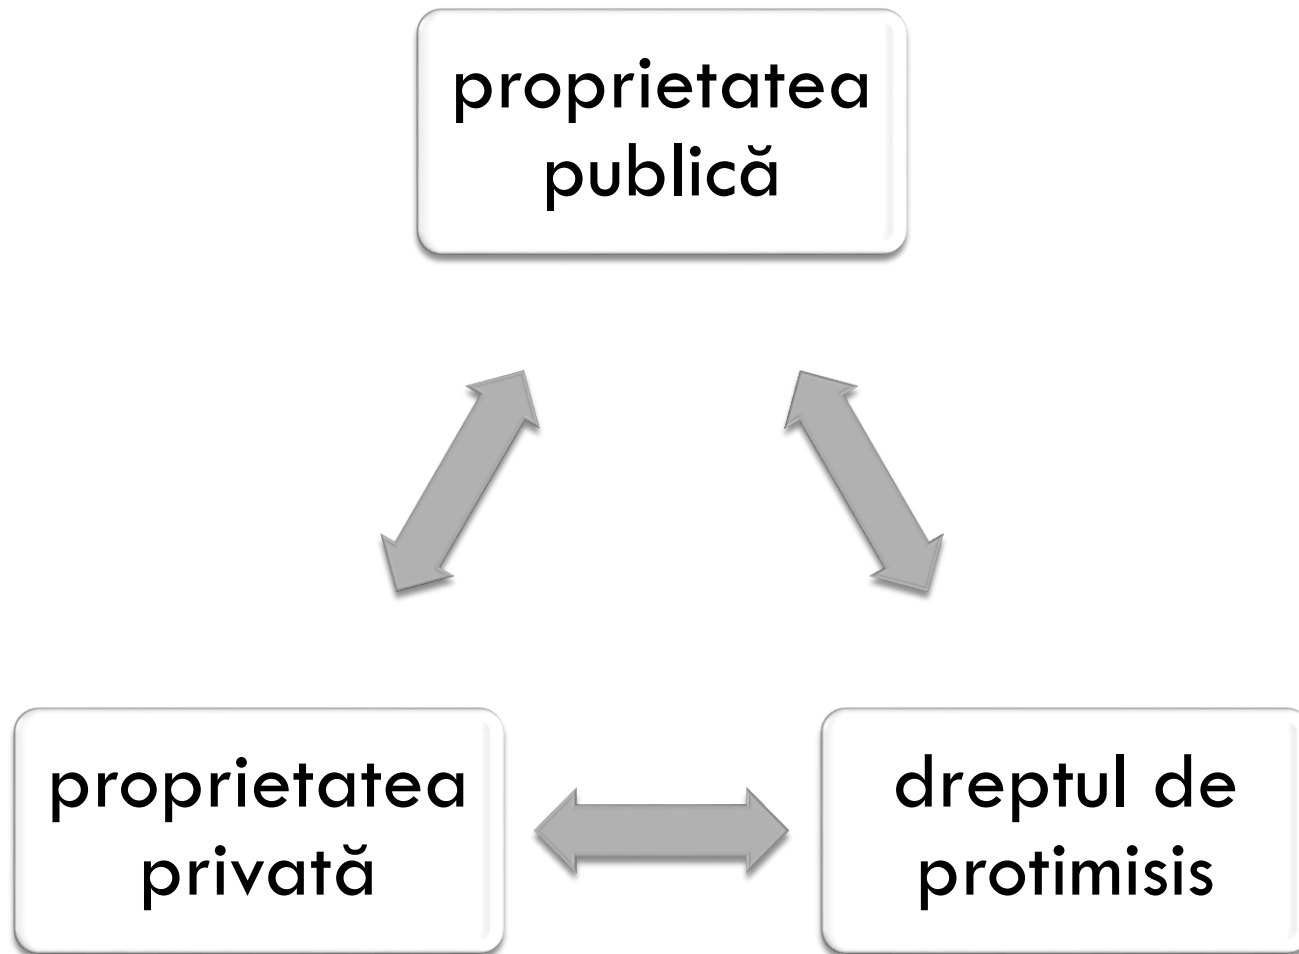 proprietatea
publică
proprietatea
privată
dreptul de
protimisis